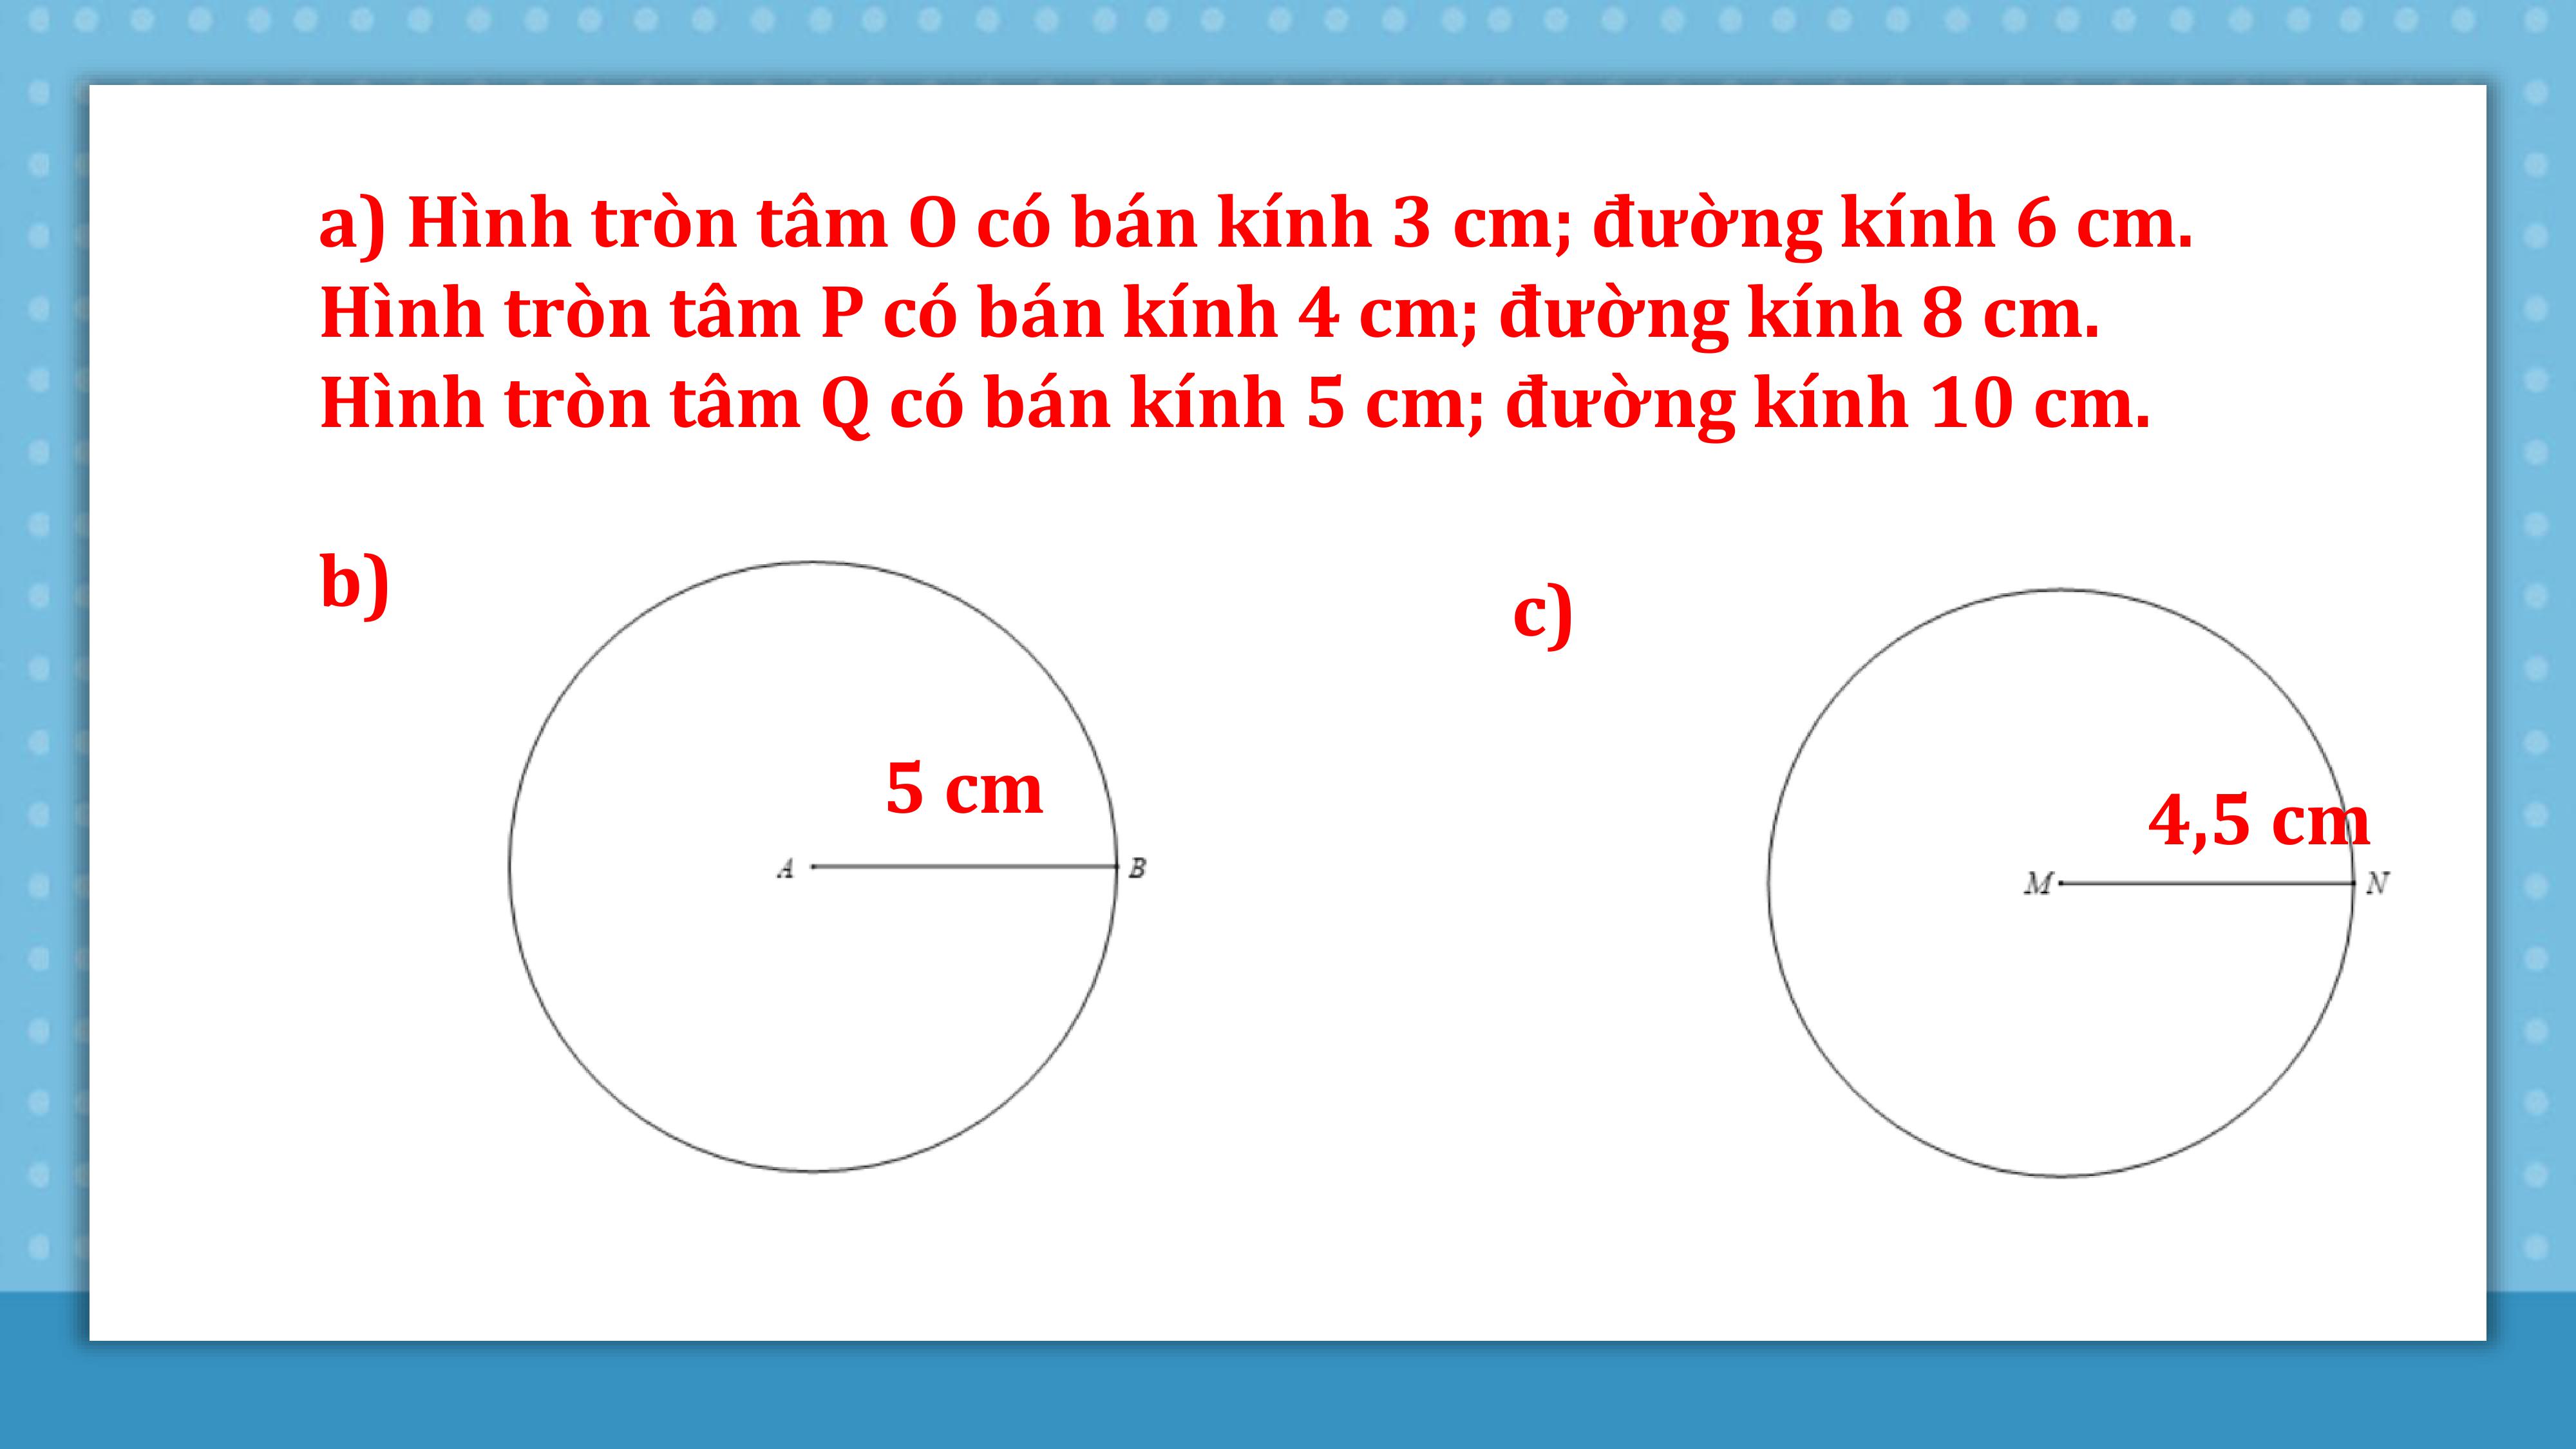 a) Hình tròn tâm O có bán kính 3 cm; đường kính 6 cm.
Hình tròn tâm P có bán kính 4 cm; đường kính 8 cm.
Hình tròn tâm Q có bán kính 5 cm; đường kính 10 cm.
b)
5 cm
A
B
c)
4,5 cm
M
N